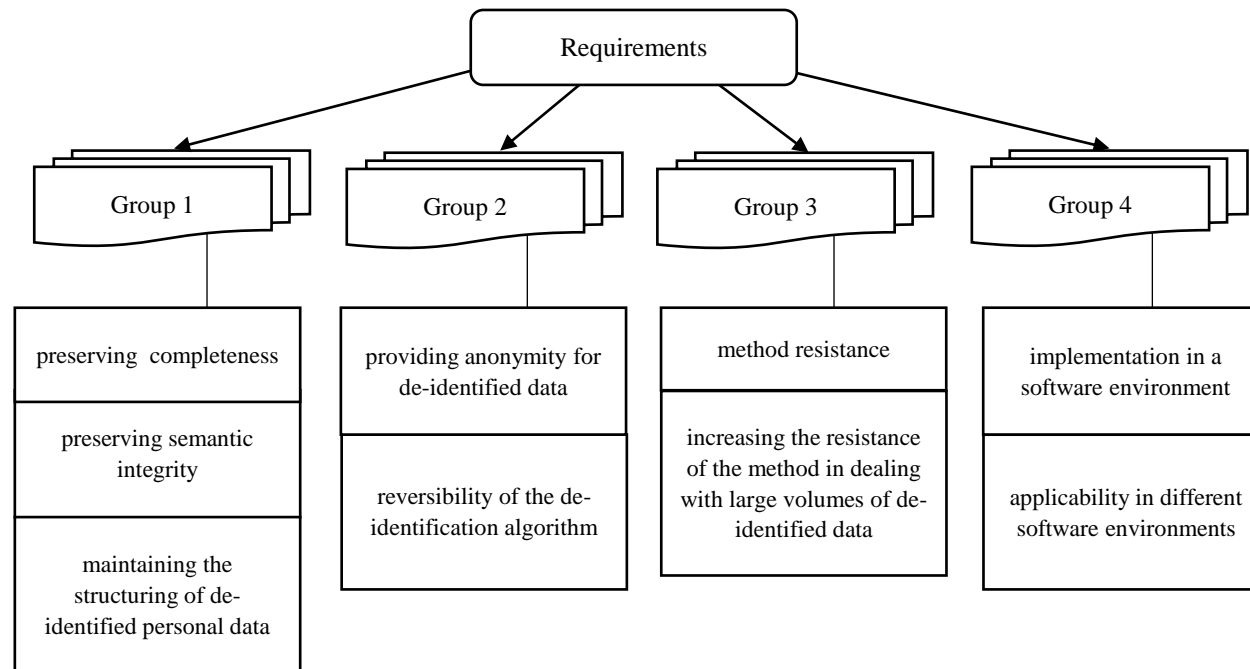 Requirements
Group 1
Group 2
Group 3
Group 4
preserving completeness
preserving semantic
integrity
maintaining the
structuring of de-
identified personal data
providing anonymity for
de-identified data
reversibility of the de-
identification algorithm
method resistance
increasing the resistance
of the method in dealing
with large volumes of de-
identified data
implementation in a
software environment
applicability in different
software environments